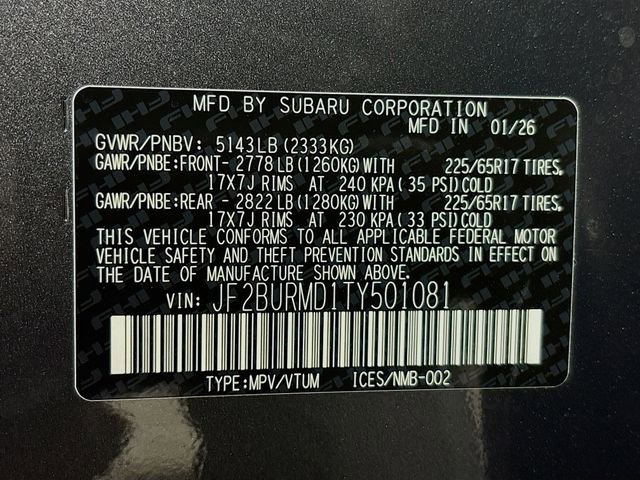 MFD BY SUBARU CORPORATION
MFD IN 01/26
GVWR/PNBV: 5143LB(2333KG)
GAWR/PNBE:FRONT- 2778LB(1260KG)WITH 225/65R17 TIRES,
17X7J RIMS AT 240 KPA(35 PSI)COLD
GAWR/PNBE:REAR - 2822LB(1280KG)WITH 225/65R17 TIRES,
17X7J RIMS AT 230 KPA(33 PSI)COLD
THIS VEHICLE CONFORMS TO ALL APPLICABLE FEDERAL MOTOR
VEHICLE SAFETY AND THEFT PREVENTION STANDARDS IN EFFECT ON
THE DATE OF MANUFACTURE SHOWN ABOVE.
VIN: JF2BURMD1TY501081
TYPE:MPV/VTUM ICES/NMB-002